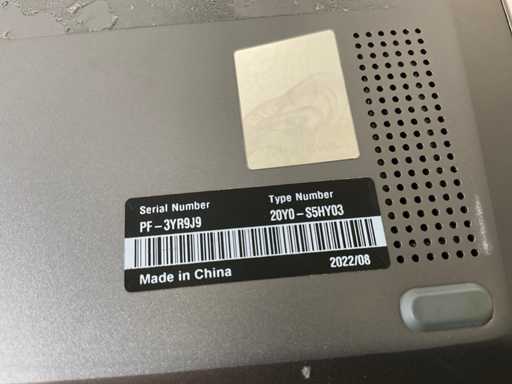 Serial Number Type Number
PF-3YR9J9 20Y0-S5HY03
Made in China 2022/08